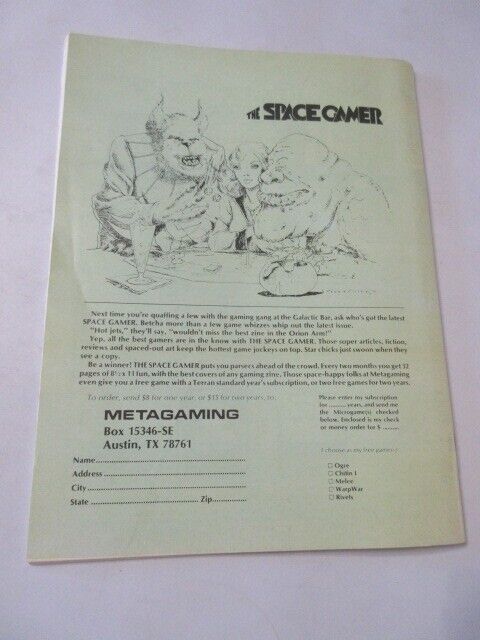 THE SPACE GAMER
Next time you're quaffing a few with the gaming gang at the Galactic Bar, ask who's got the latest
SPACE GAMER. Betcha more than a few game whizzes whip out the latest issue.
"Hot jets," they'll say, "wouldn't miss the best zine in the Orion Arm!"
Yep, all the best gamers are in the know with THE SPACE GAMER. Those super articles, fiction,
reviews and spaced-out art keep the hottest game jockeys on top. Star chicks just swoon when they
see a copy.
Be a winner! THE SPACE GAMER puts you parsecs ahead of the crowd. Every two months you get 32
pages of 8½ x 11 fun, with the best covers of any gaming zine. Those space-happy folks at Metagaming
even give you a free game with a Terran standard year's subscription, or two free games for two years.
To order, send $8 for one year, or $15 for two years, to:
METAGAMING
Box 15346-SE
Austin, TX 78761
Name
Address
City
State Zip
Please enter my subscription
for .......... years, and send me
the Microgame(s) checked
below. Enclosed is my check
or money order for $ ........
(I choose as my free game:)
□ Ogre
□ Chitin I
□ Melee
□ WarpWar
□ Rivets